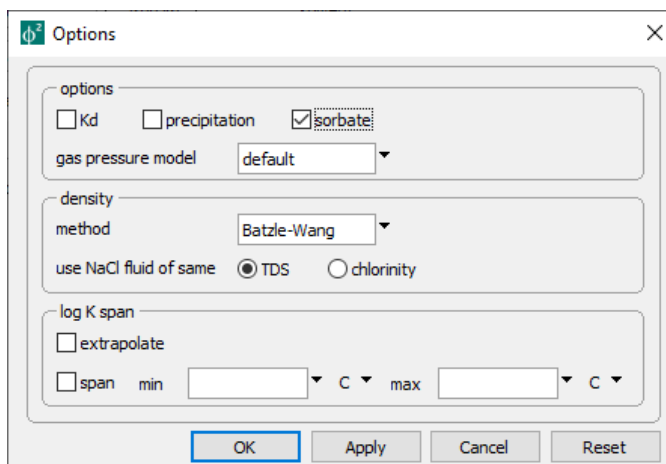 ϕ² Options
options
Kd precipitation sorbate
gas pressure model default
density
method Batzle-Wang
use NaCl fluid of same TDS chlorinity
log K span
extrapolate
span min C max C
OK Apply Cancel Reset